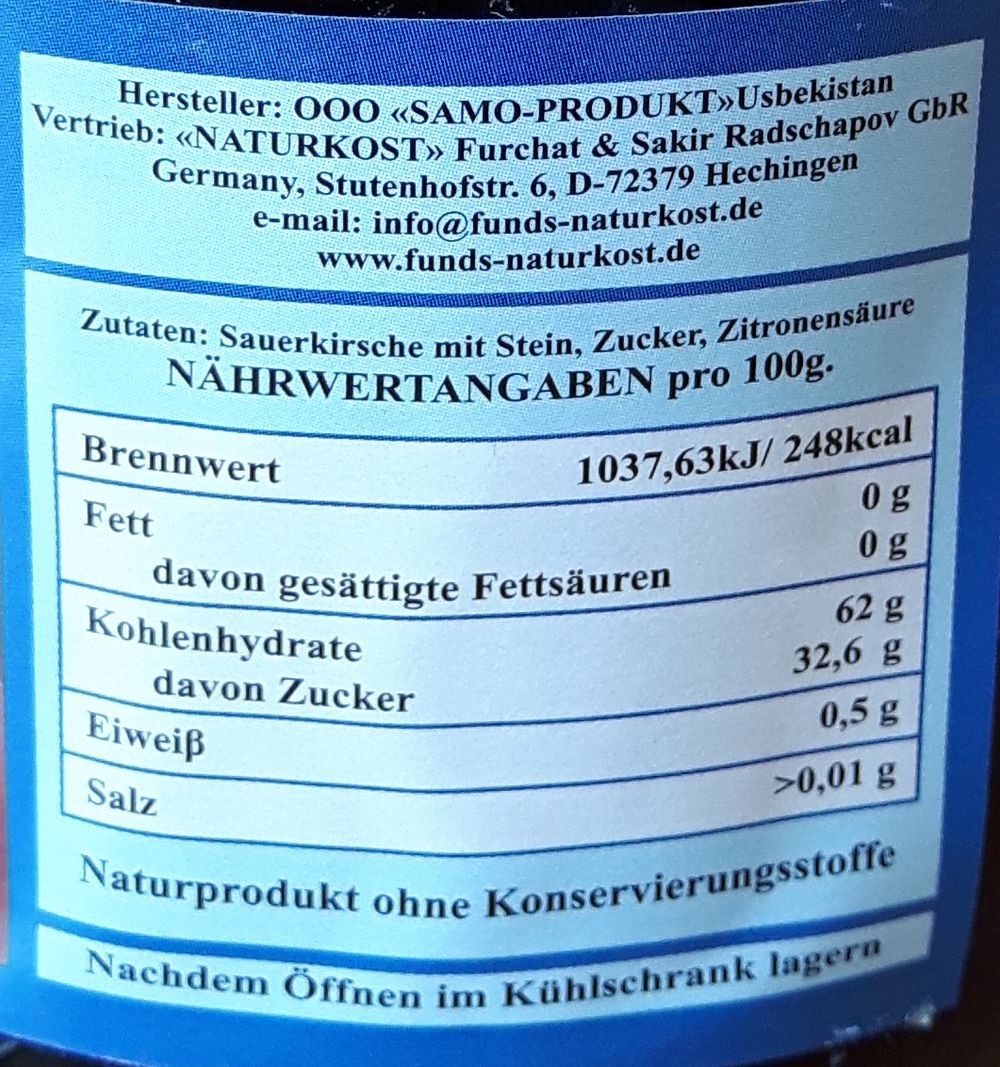 Hersteller: OOO «SAMO-PRODUKT»Usbekistan
Vertrieb: «NATURKOST» Furchat & Sakir Radschapov GbR
Germany, Stutenhofstr. 6, D-72379 Hechingen
e-mail: info@funds-naturkost.de
www.funds-naturkost.de
Zutaten: Sauerkirsche mit Stein, Zucker, Zitronensäure
NÄHRWERTANGABEN pro 100g.
Brennwert 1037,63kJ/ 248kcal
Fett 0 g
davon gesättigte Fettsäuren 0 g
Kohlenhydrate 62 g
davon Zucker 32,6 g
Eiweiß 0,5 g
Salz >0,01 g
Naturprodukt ohne Konservierungsstoffe
Nachdem Öffnen im Kühlschrank lagern